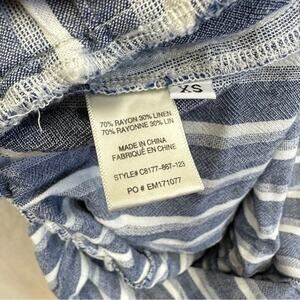 XS
70% RAYON 30% LINEN
70% RAYONNE 30% LIN
MADE IN CHINA
FABRIQUÉ EN CHINE
STYLE# C8177-867-123
PO # EM171077